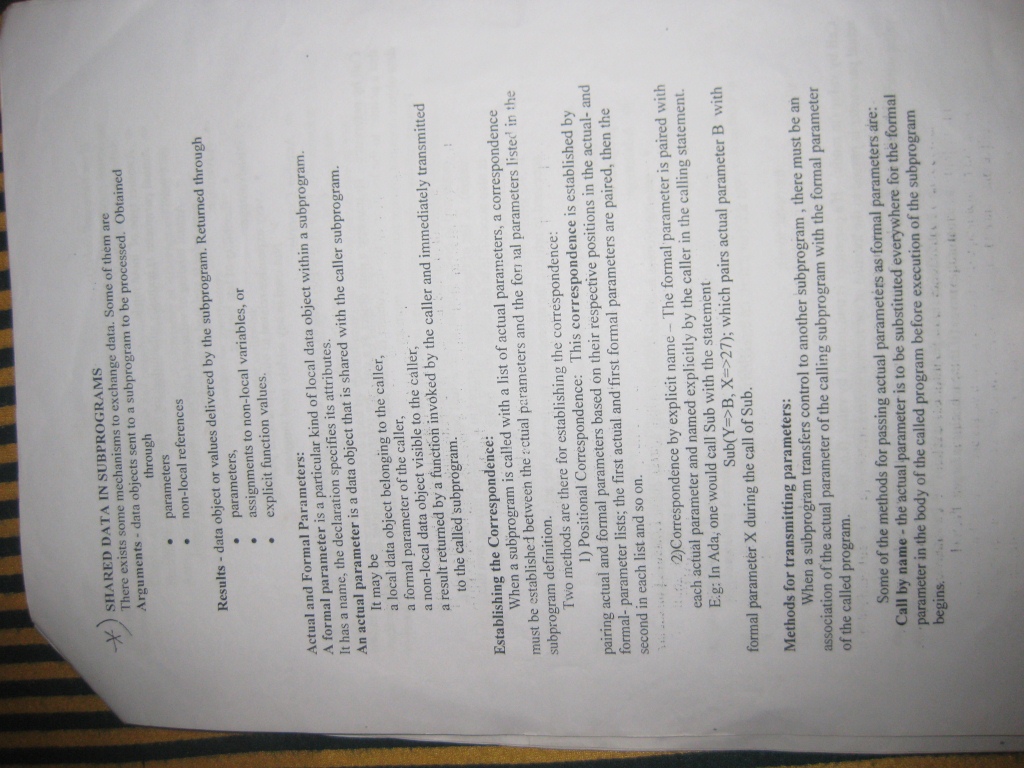 *)
SHARED DATA IN SUBPROGRAMS
There exists some mechanisms to exchange data. Some of them are
Arguments - data objects sent to a subprogram to be processed. Obtained
through
• parameters
• non-local references
Results - data object or values delivered by the subprogram. Returned through
• parameters,
• assignments to non-local variables, or
• explicit function values.
Actual and Formal Parameters:
A formal parameter is a particular kind of local data object within a subprogram.
It has a name, the declaration specifies its attributes.
An actual parameter is a data object that is shared with the caller subprogram.
It may be
a local data object belonging to the caller,
a formal parameter of the caller,
a non-local data object visible to the caller,
a result returned by a function invoked by the caller and immediately transmitted
to the called subprogram.
Establishing the Correspondence:
When a subprogram is called with a list of actual parameters, a correspondence
must be established between the actual parameters and the formal parameters listed in the
subprogram definition.
Two methods are there for establishing the correspondence:
1) Positional Correspondence: This correspondence is established by
pairing actual and formal parameters based on their respective positions in the actual- and
formal- parameter lists; the first actual and first formal parameters are paired, then the
second in each list and so on.
2)Correspondence by explicit name – The formal parameter is paired with
each actual parameter and named explicitly by the caller in the calling statement.
E.g: In Ada, one would call Sub with the statement
Sub(Y=>B, X=>27); which pairs actual parameter B with
formal parameter X during the call of Sub.
Methods for transmitting parameters:
When a subprogram transfers control to another subprogram , there must be an
association of the actual parameter of the calling subprogram with the formal parameter
of the called program.
Some of the methods for passing actual parameters as formal parameters are:
Call by name - the actual parameter is to be substituted everywhere for the formal
parameter in the body of the called program before execution of the subprogram
begins.